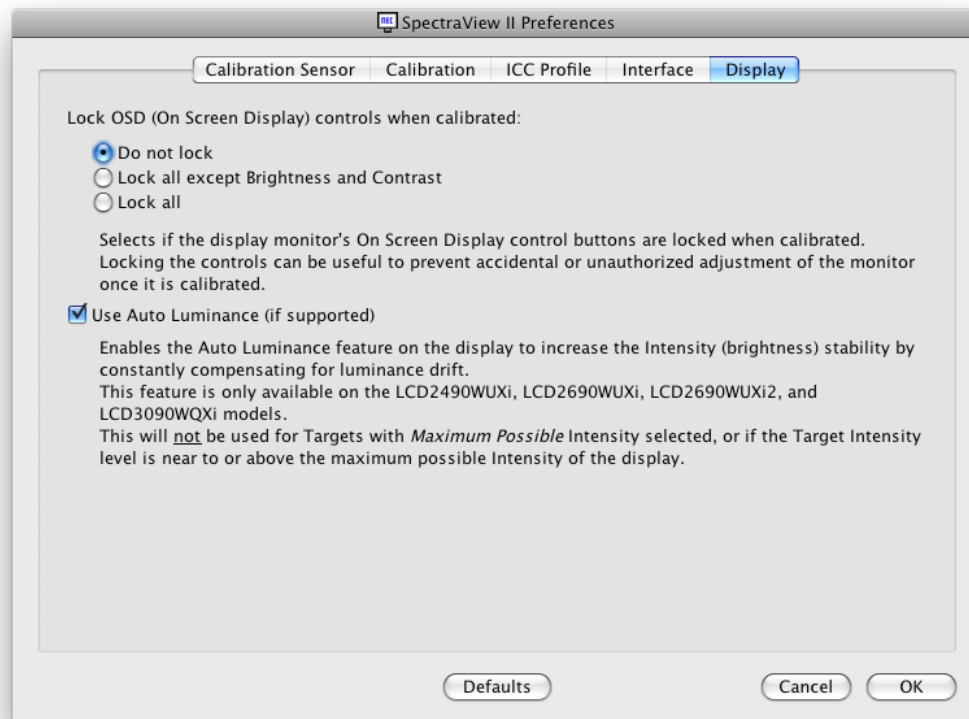 NEC SpectraView II Preferences
Calibration Sensor Calibration ICC Profile Interface Display
Lock OSD (On Screen Display) controls when calibrated:
Do not lock
Lock all except Brightness and Contrast
Lock all
Selects if the display monitor's On Screen Display control buttons are locked when calibrated.
Locking the controls can be useful to prevent accidental or unauthorized adjustment of the monitor
once it is calibrated.
Use Auto Luminance (if supported)
Enables the Auto Luminance feature on the display to increase the Intensity (brightness) stability by
constantly compensating for luminance drift.
This feature is only available on the LCD2490WUXi, LCD2690WUXi, LCD2690WUXi2, and
LCD3090WQXi models.
This will not be used for Targets with Maximum Possible Intensity selected, or if the Target Intensity
level is near to or above the maximum possible Intensity of the display.
Defaults Cancel OK